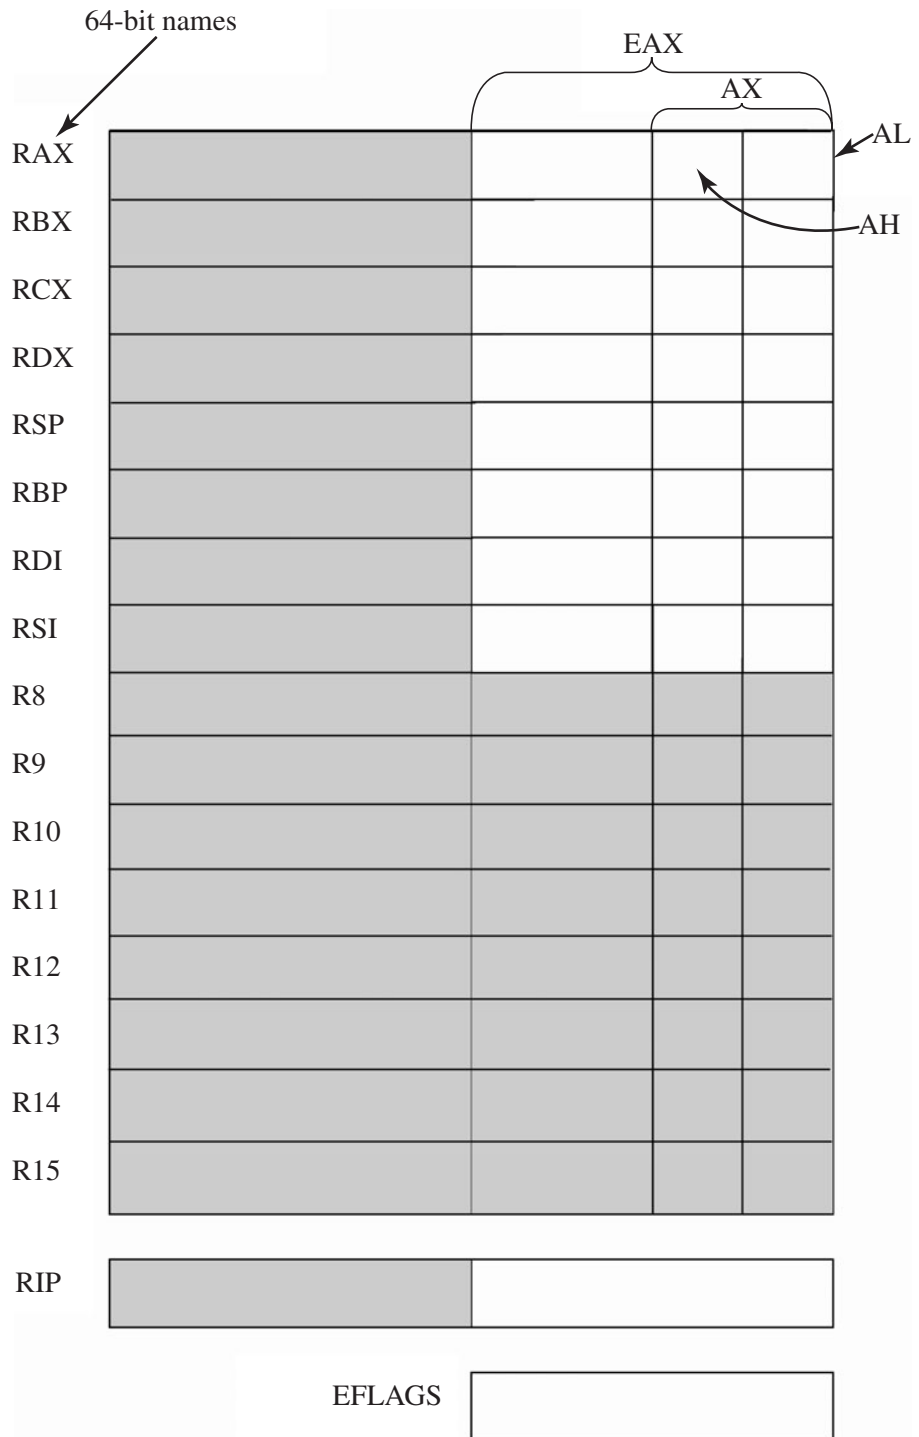 64-bit names
EAX
AX
AL
RAX
AH
RBX
RCX
RDX
RSP
RBP
RDI
RSI
R8
R9
R10
R11
R12
R13
R14
R15
RIP
EFLAGS